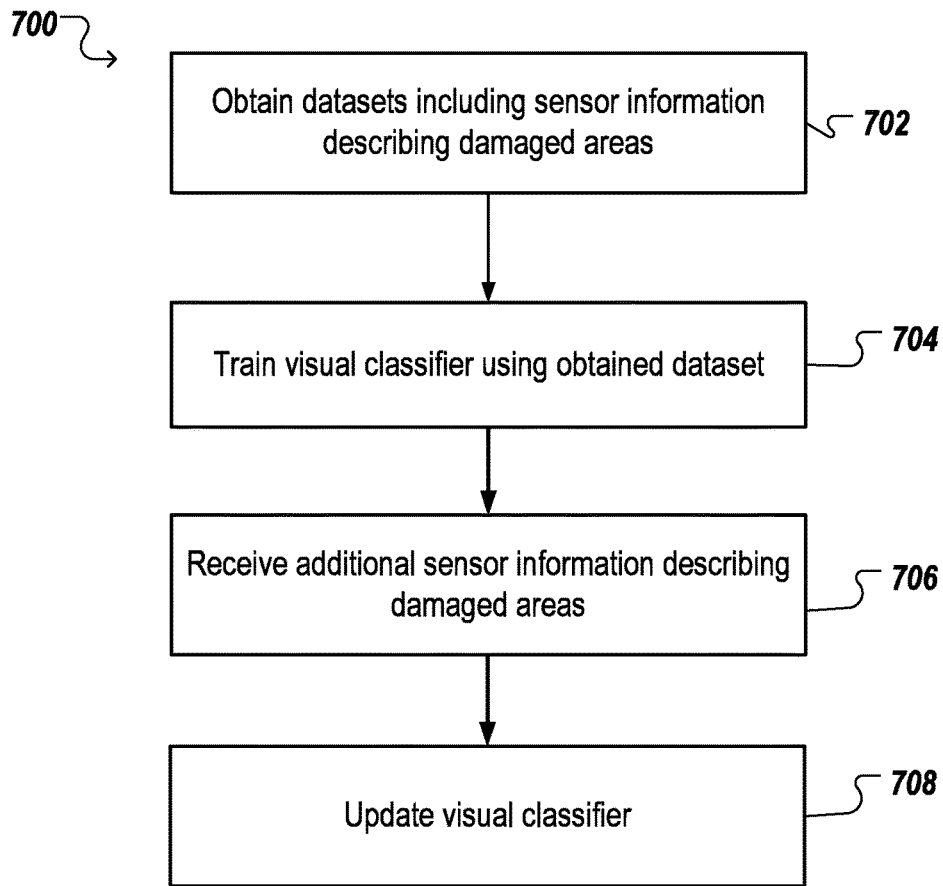 700
Obtain datasets including sensor information
describing damaged areas
702
Train visual classifier using obtained dataset
704
Receive additional sensor information describing
damaged areas
706
Update visual classifier
708